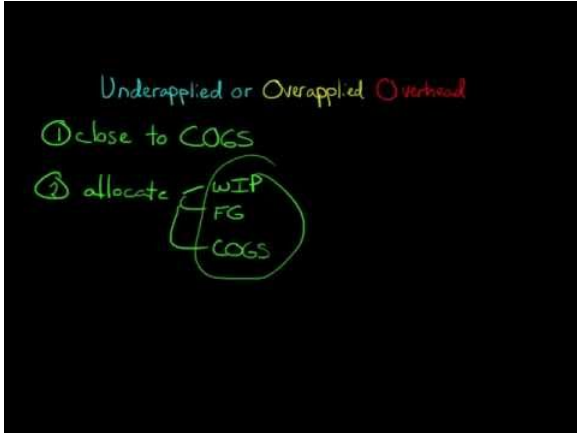 Underapplied or Overapplied Overhead
① close to COGS
② allocate WIP
FG
COGS